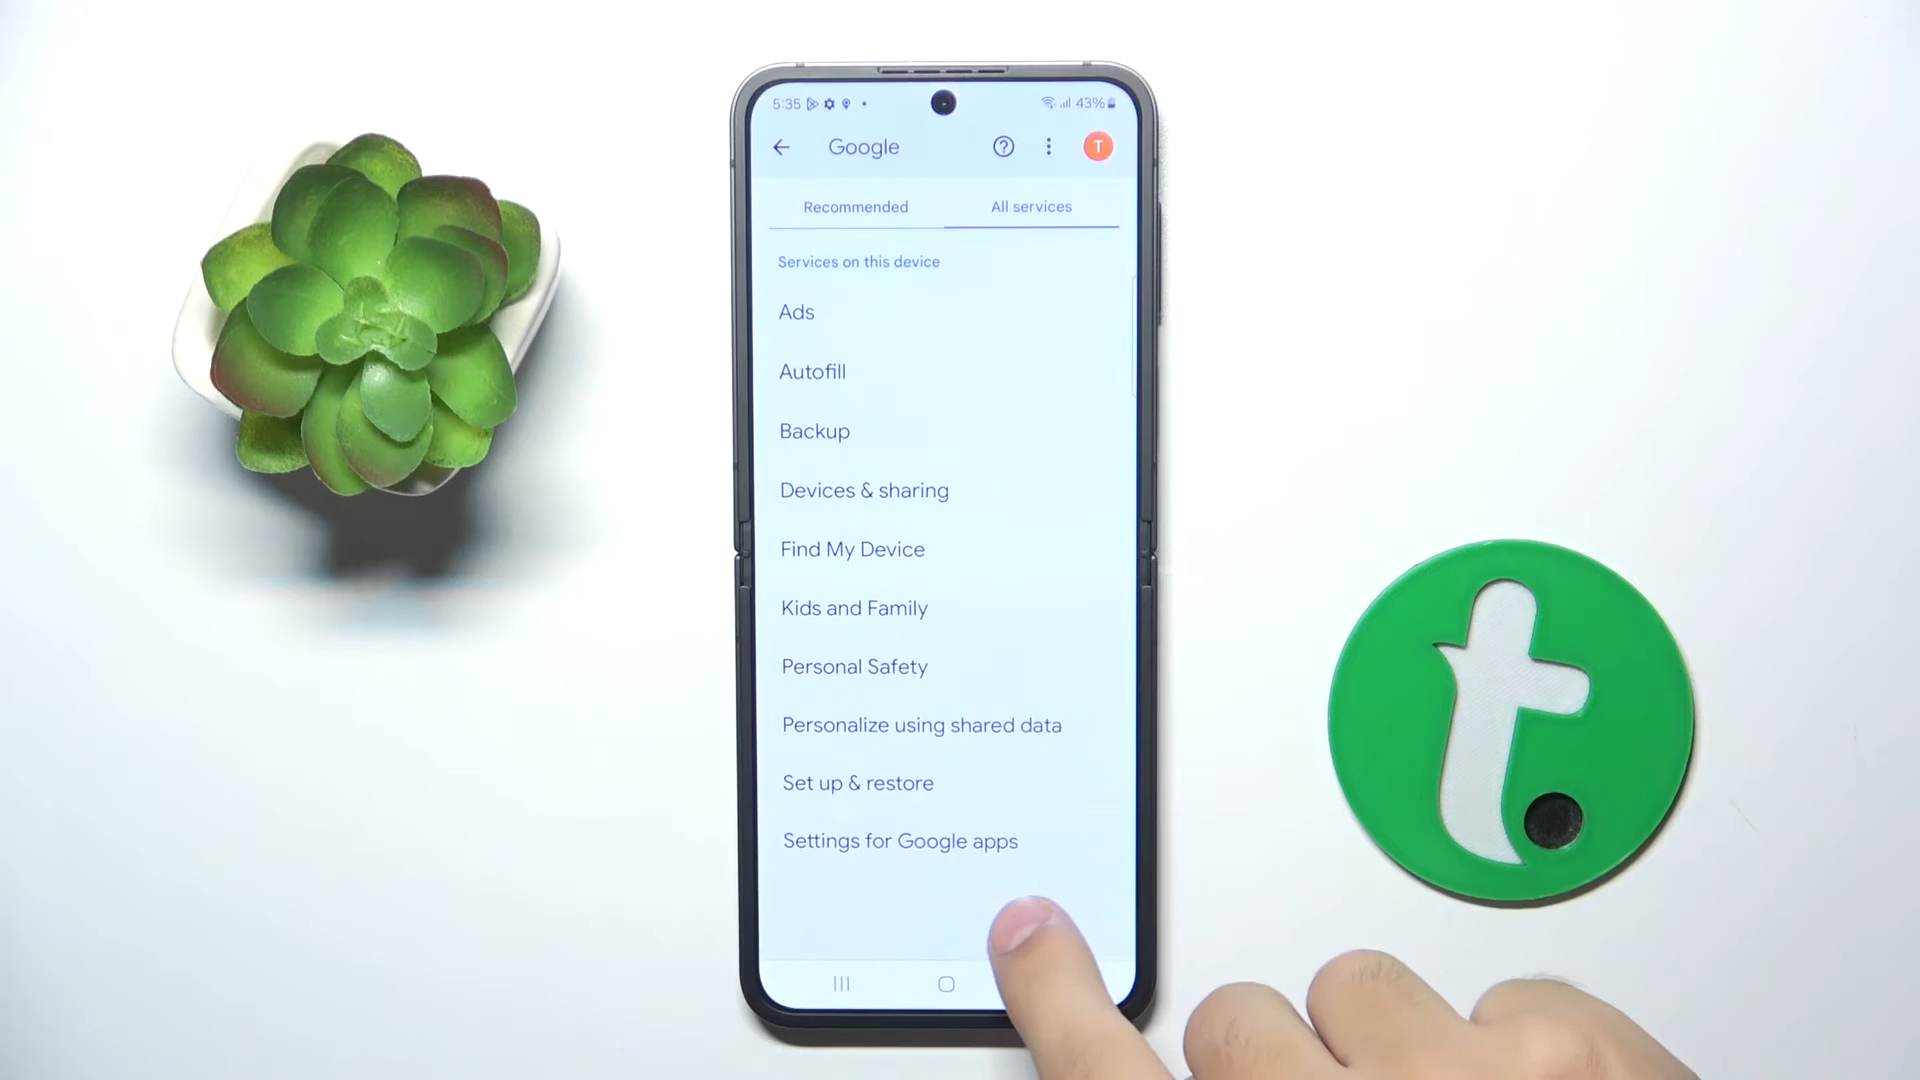 5:35 43%
Google
T
Recommended All services
Services on this device
Ads
Autofill
Backup
Devices & sharing
Find My Device
Kids and Family
Personal Safety
Personalize using shared data
Set up & restore
Settings for Google apps
t.